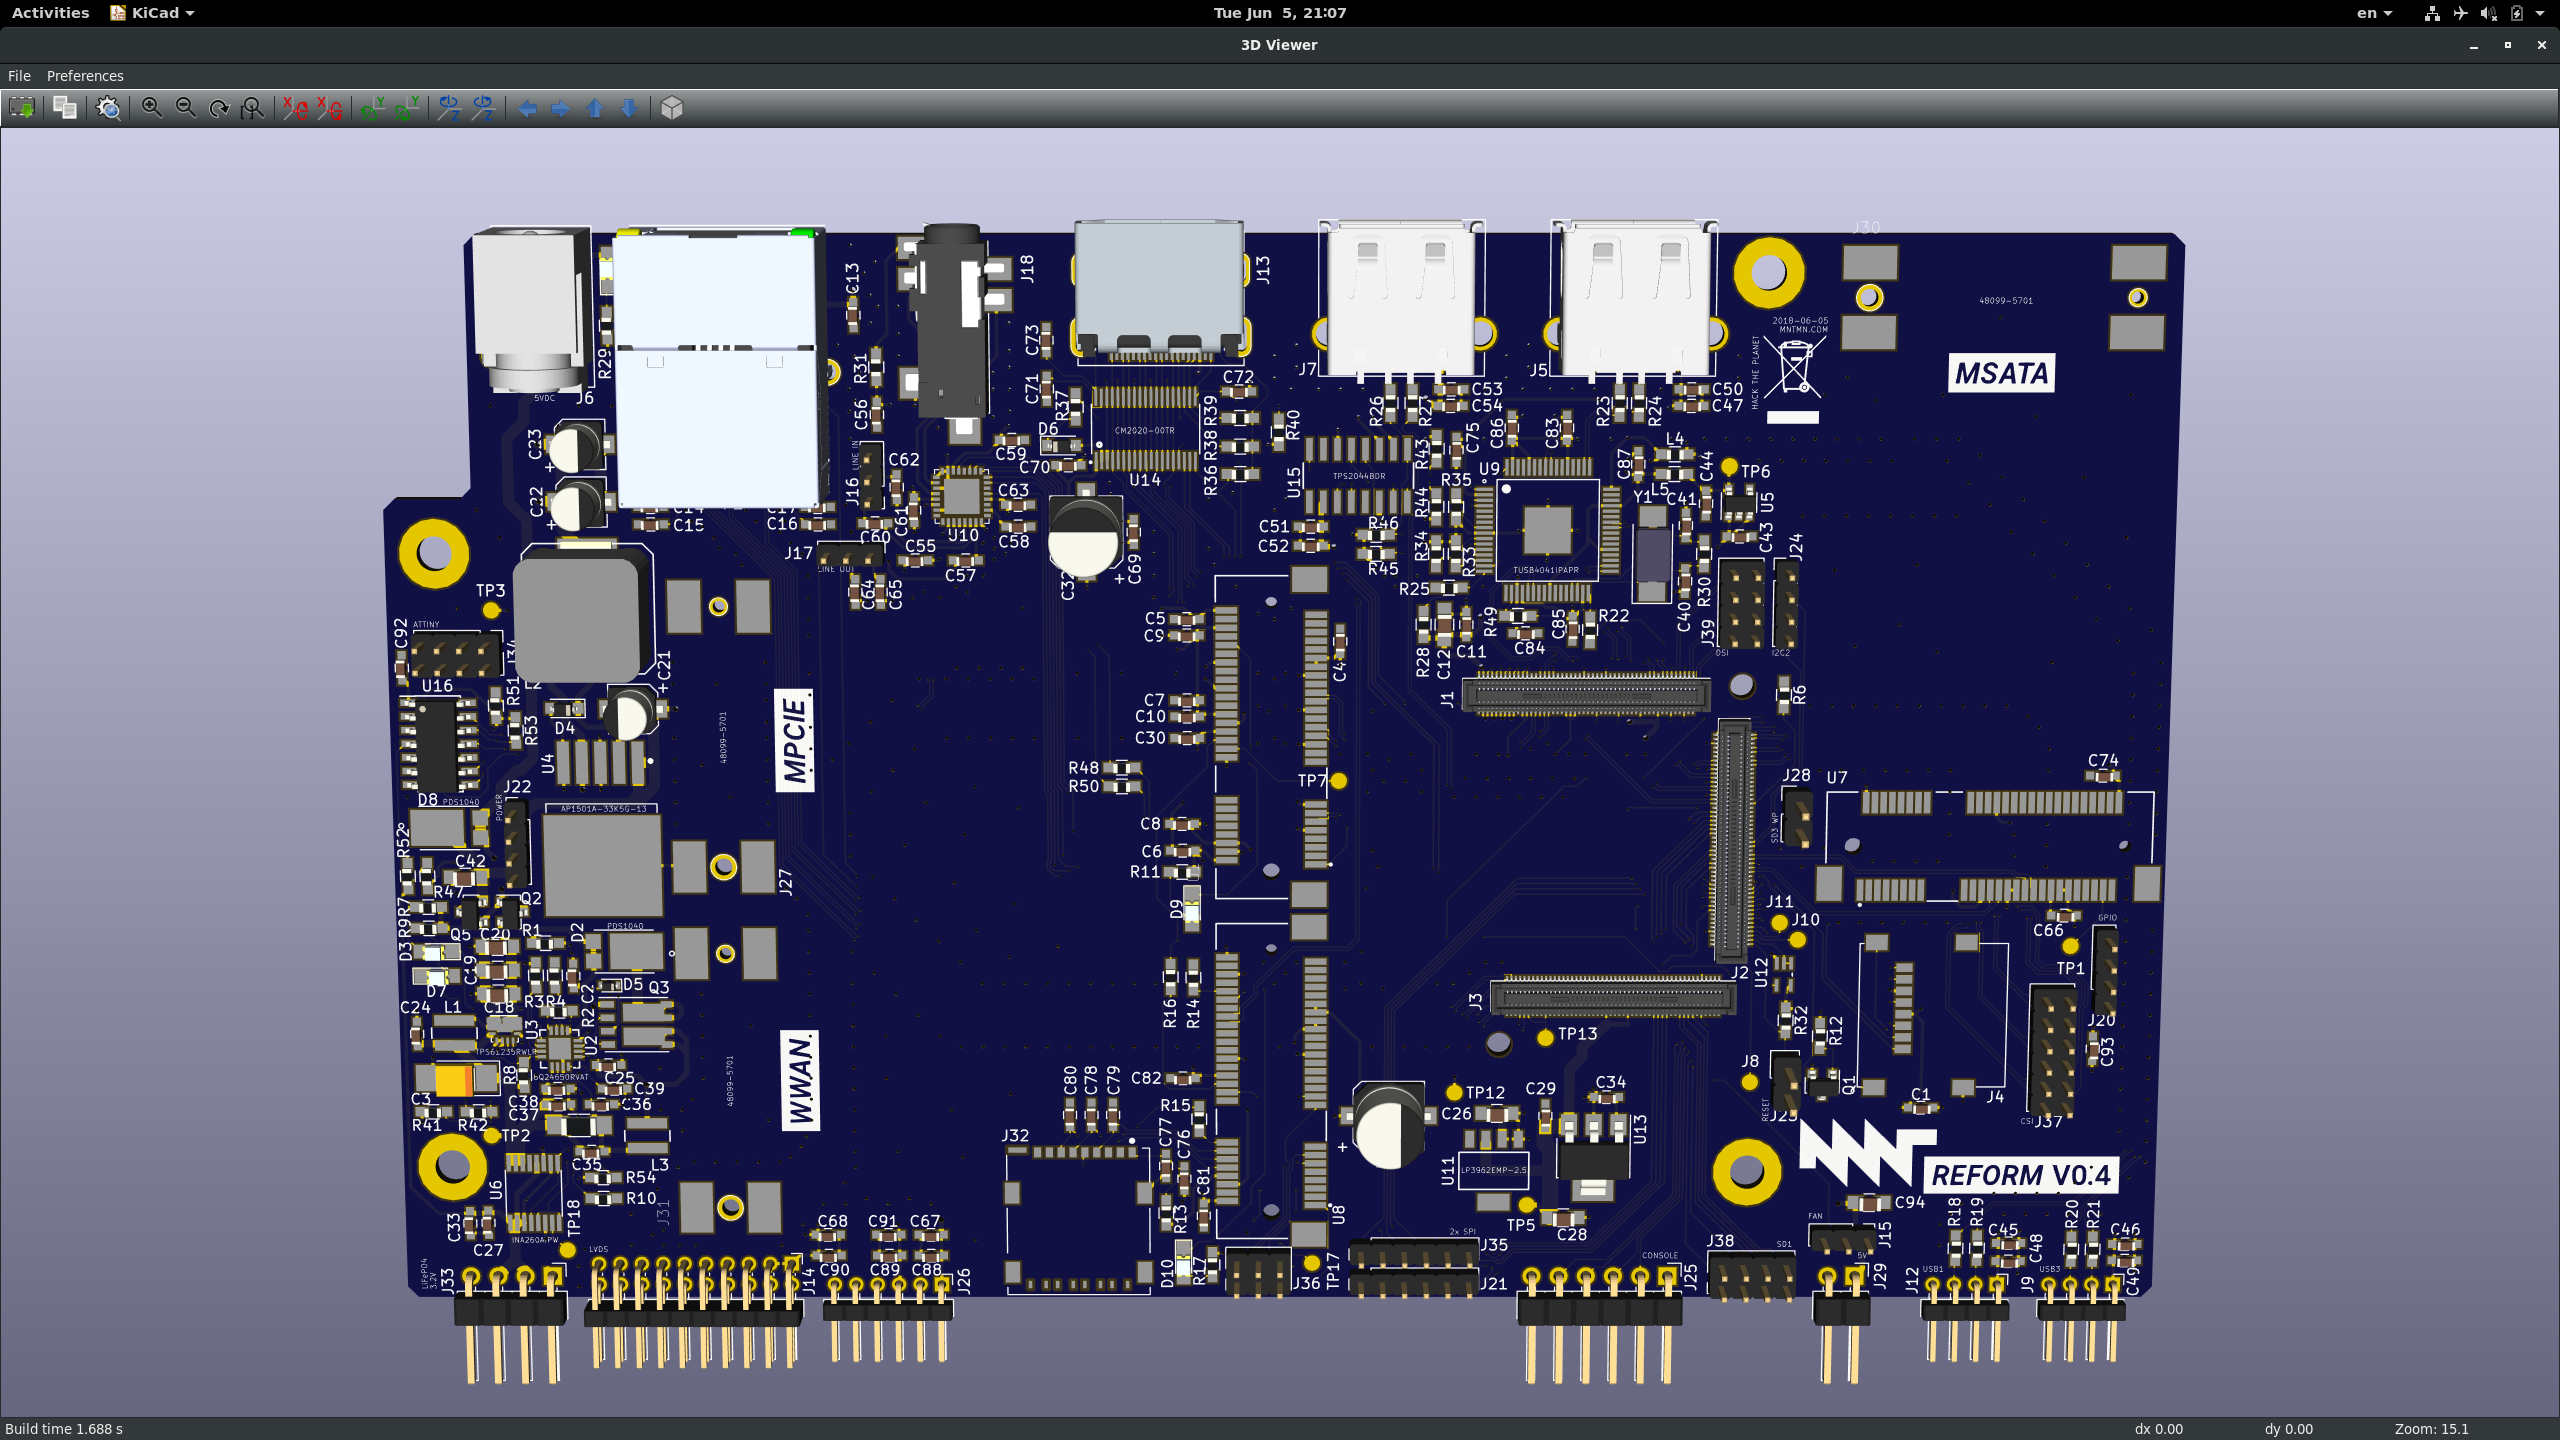 Activities
KiCad
Tue Jun 5, 21:07
en
3D Viewer
File
Preferences
J30
J18
J13
C13
48099-5701
2018-06-05
MNTMN.COM
HACK THE PLANET
MSATA
R29
R31
C73
J7
J5
5VDC
J6
C71
C72
C53
C54
C50
C47
C56
R37
R39
R26
R27
R23
R24
C23
LINE IN
C59
D6
CM2020-00TR
R38
R40
R43
C75
C86
C83
L4
C62
C70
R36
U14
U15
TPS2044BDR
U9
R35
C87
C44
TP6
C22
J16
C63
R44
Y1
L5
C41
U5
C15
C16
C61
C60
U10
C58
C51
C52
R46
R45
R34
R33
C43
J24
J17
LINE OUT
C55
C57
C32
C69
TUSB4041IPAPR
TP3
C64
C65
R25
C40
R30
C92
ATTINY
J34
C5
C9
R28
C12
C11
R49
C84
C85
R22
J39
DSI
I2C2
U16
L2
C21
R51
R53
D4
C7
C10
C30
J1
R6
48099-5701
MPCIE
U4
J22
POWER
R48
R50
TP7
J28
U7
C74
D8
PDS1040
AP1501A-33K5G-13
R52
C8
C6
R11
SD3 WP
C42
R47
Q2
J27
R7
R9
D9
J11
J10
GPIO
Q5
C20
R1
D2
PDS1040
D3
C19
C66
TP1
D7
R3
R4
C2
D5
Q3
R16
R14
J2
U12
J3
C24
L1
C18
U3
R2
U2
TP13
R32
R12
J20
C93
TPS61235RWLR
48099-5701
WWAN
BQ24650RVAT
R8
C25
C39
C36
C3
C38
C37
R41
R42
TP2
C80
C78
C79
C82
R15
TP12
C26
C29
C34
J8
RESET
J23
Q1
C1
J4
CSI
J37
J32
C35
L3
C77
C76
U11
LP3962EMP-2.5
U13
REFORM V0.4
U6
R54
R10
J31
C81
R13
U8
TP5
C28
C94
C33
C27
INA260AIPW
TP18
C68
C91
C67
2x SPI
J35
FAN
J15
R18
R19
C45
C48
R20
R21
C46
LiFePO4
3.2V
J33
LVDS
J14
C90
C89
C88
J26
D10
R17
J36
TP17
J21
CONSOLE
J25
J38
SD1
5V
J29
J12
USB1
J9
USB3
C49
Build time 1.688 s
dx 0.00
dy 0.00
Zoom: 15.1